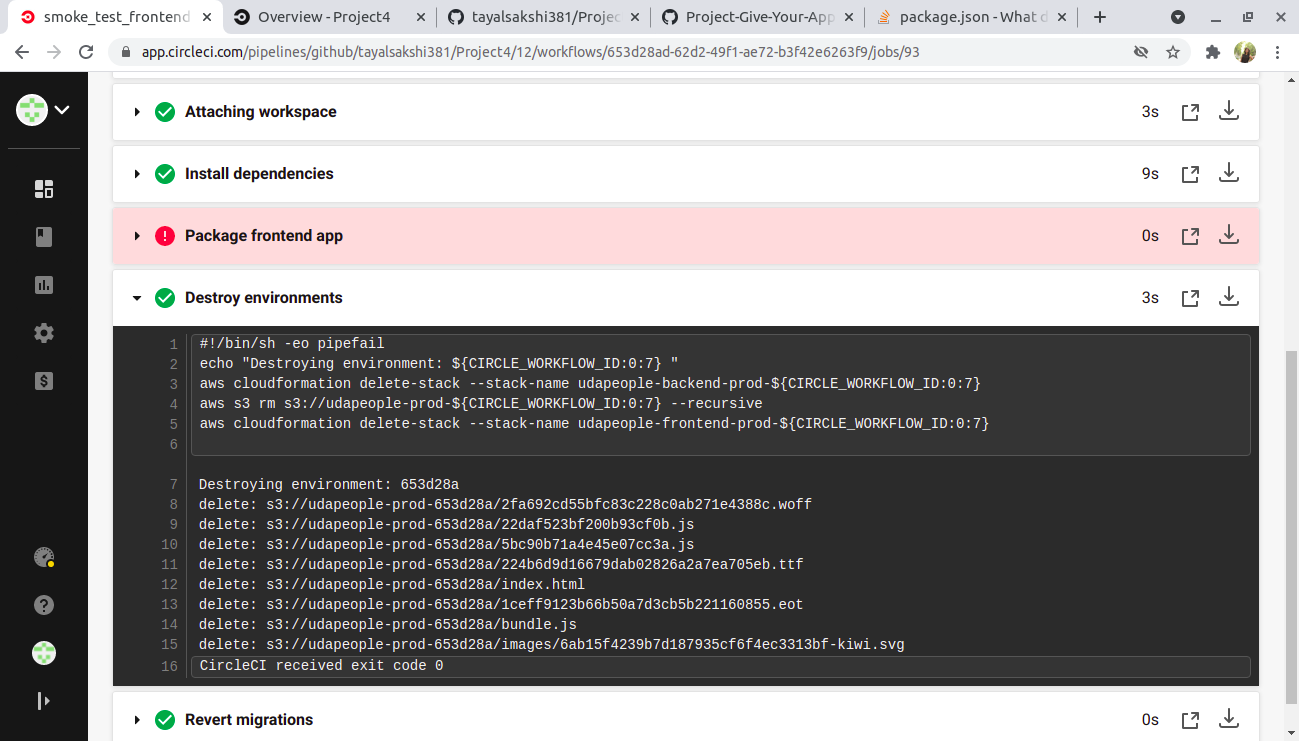 smoke_test_frontend
Overview - Project4
tayalsakshi381/Projec
Project-Give-Your-App
package.json - What d
app.circleci.com/pipelines/github/tayalsakshi381/Project4/12/workflows/653d28ad-62d2-49f1-ae72-b3f42e6263f9/jobs/93
Attaching workspace 3s
Install dependencies 9s
Package frontend app 0s
Destroy environments 3s
1 #!/bin/sh -eo pipefail
2 echo "Destroying environment: ${CIRCLE_WORKFLOW_ID:0:7} "
3 aws cloudformation delete-stack --stack-name udapeople-backend-prod-${CIRCLE_WORKFLOW_ID:0:7}
4 aws s3 rm s3://udapeople-prod-${CIRCLE_WORKFLOW_ID:0:7} --recursive
5 aws cloudformation delete-stack --stack-name udapeople-frontend-prod-${CIRCLE_WORKFLOW_ID:0:7}
6
7 Destroying environment: 653d28a
8 delete: s3://udapeople-prod-653d28a/2fa692cd55bfc83c228c0ab271e4388c.woff
9 delete: s3://udapeople-prod-653d28a/22daf523bf200b93cf0b.js
10 delete: s3://udapeople-prod-653d28a/5bc90b71a4e45e07cc3a.js
11 delete: s3://udapeople-prod-653d28a/224b6d9d16679dab02826a2a7ea705eb.ttf
12 delete: s3://udapeople-prod-653d28a/index.html
13 delete: s3://udapeople-prod-653d28a/1ceff9123b66b50a7d3cb5b221160855.eot
14 delete: s3://udapeople-prod-653d28a/bundle.js
15 delete: s3://udapeople-prod-653d28a/images/6ab15f4239b7d187935cf6f4ec3313bf-kiwi.svg
16 CircleCI received exit code 0
Revert migrations 0s